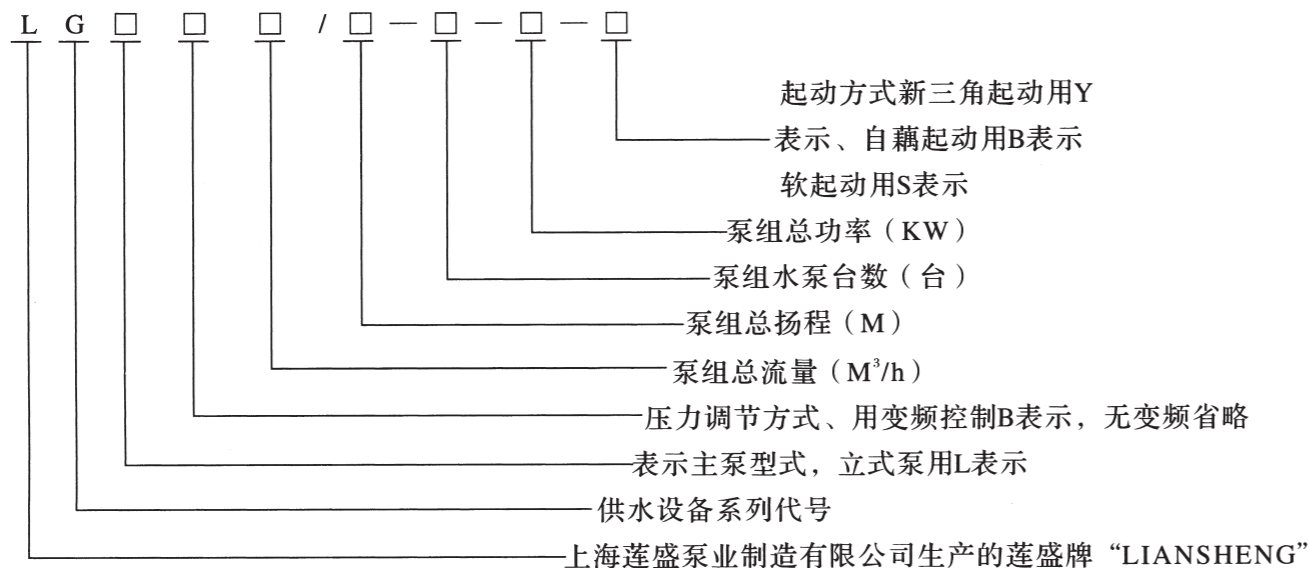 L G □ □ □ / □ — □ — □ — □
起动方式新三角起动用Y
表示、自藕起动用B表示
软起动用S表示
泵组总功率（KW）
泵组水泵台数（台）
泵组总扬程（M）
泵组总流量（M³/h）
压力调节方式、用变频控制B表示，无变频省略
表示主泵型式，立式泵用L表示
供水设备系列代号
上海莲盛泵业制造有限公司生产的莲盛牌“LIANSHENG”